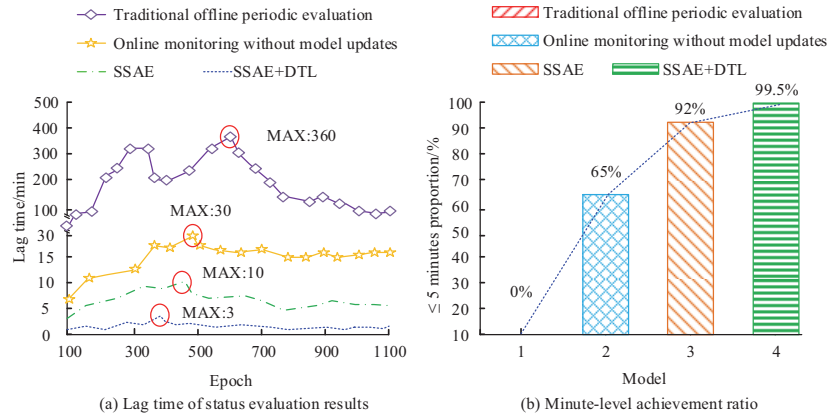 Traditional offline periodic evaluation
Online monitoring without model updates
SSAE
SSAE+DTL
500
400
300
200
100
30
15
10
5
0
Lag time/min
MAX:360
MAX:30
MAX:10
MAX:3
100 300 500 700 900 1100
Epoch
(a) Lag time of status evaluation results
Traditional offline periodic evaluation
Online monitoring without model updates
SSAE
SSAE+DTL
100
90
80
70
60
50
40
30
20
10
≤ 5 minutes proportion/%
0%
65%
92%
99.5%
1 2 3 4
Model
(b) Minute-level achievement ratio